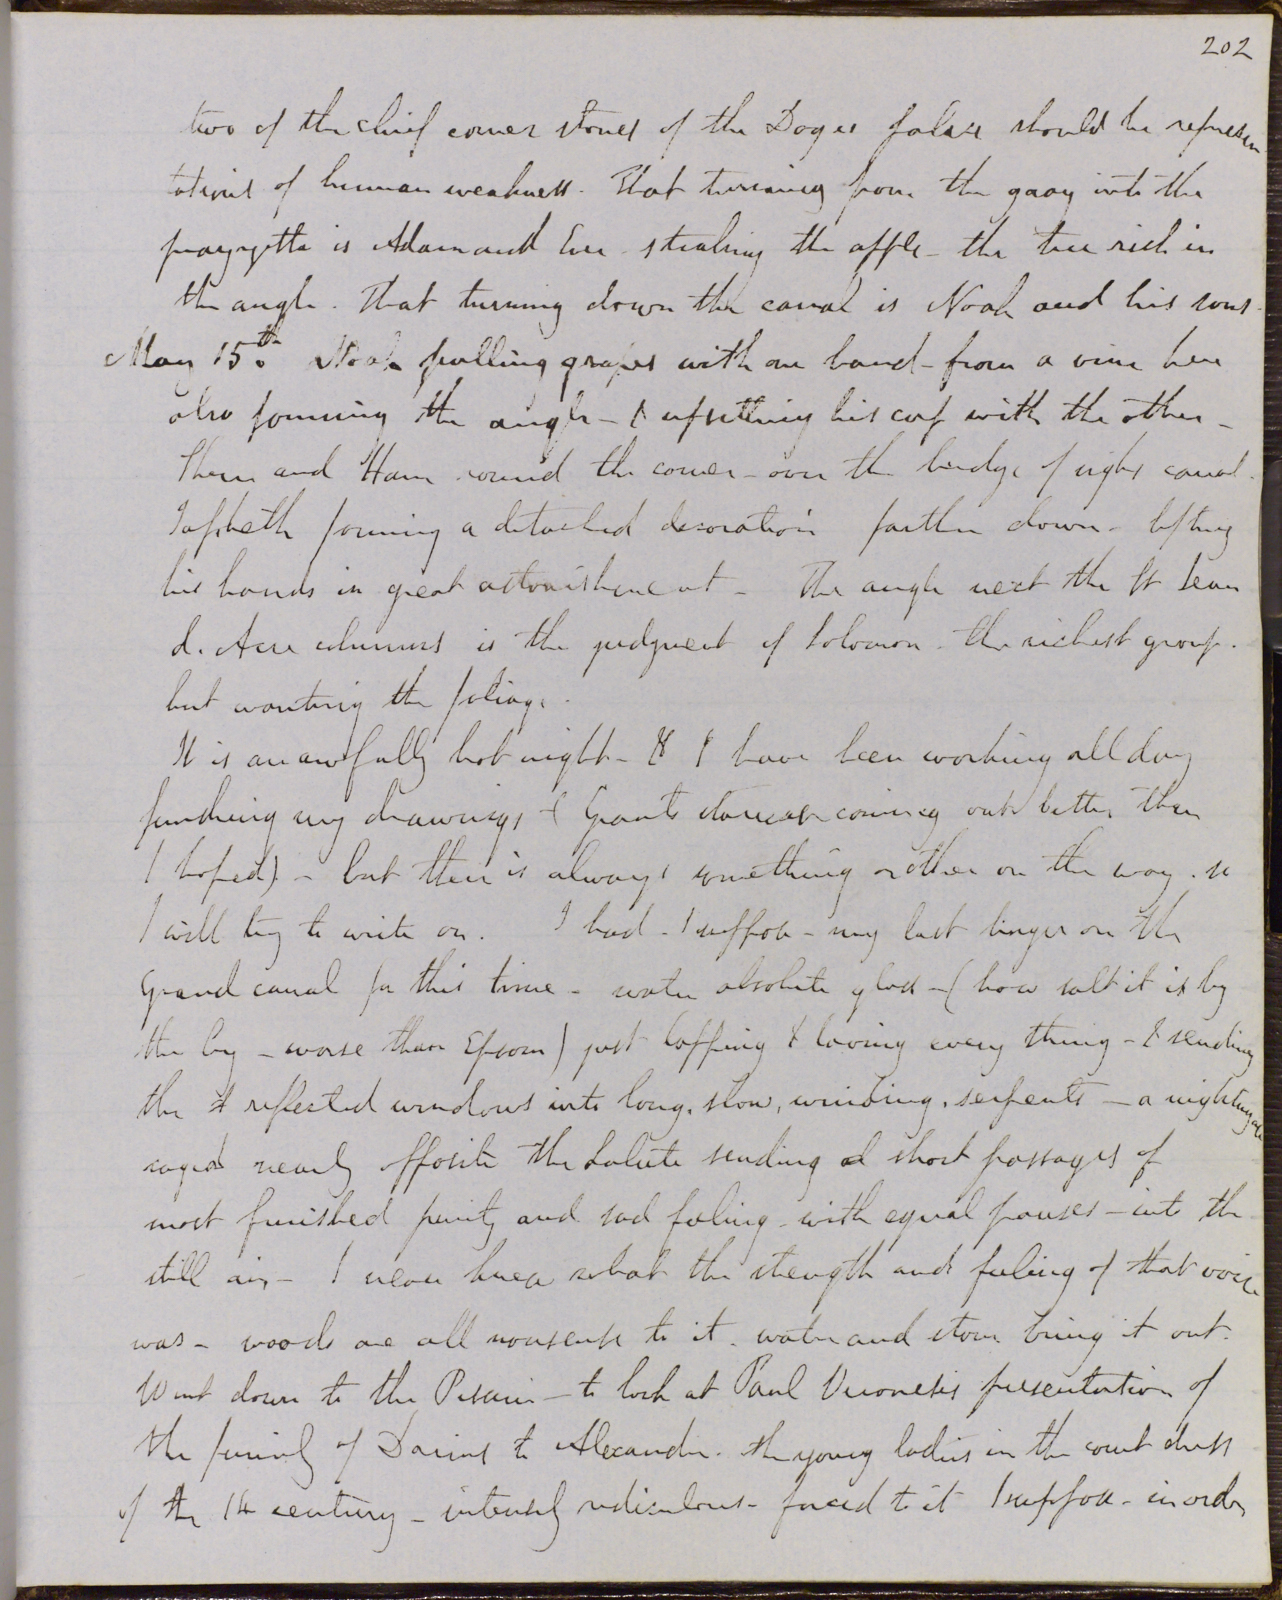 202
two of the chief corner stones of the Doges palace should be represen
tations of human weakness. That turning from the quay into the
piazzetta is Adam and Eve stealing the apple - the tree rich in
the angle. That turning down the canal is Noah and his sons.
May 15th. Noah pulling grapes with one hand - from a vine here
also forming the angle - & upsetting his cup with the other -
Shem and Ham round the corner - over the bridge of sighs canal.
Japheth forming a detached decoration farther down - lifting
his hands in great astonishment - The angle next the St Jean
d. Acre columns is the judgment of Solomon. the richest group.
but wanting the foliage.
It is an awfully hot night - & I have been working all day
finishing my drawings ( Giants staircase coming out better than
I hoped) - but there is always something or other on the way. so
I will try to write on. I had - I suppose - my last linger on the
Grand canal for this time - water absolute glass - (how salt it is by
the by - worse than Epsom) just lapping & laving every thing - & sending
the reflected windows into long, slow, winding, serpents - a nightingale
caged nearly opposite the Salute sending short passages of
most finished purity and sad feeling - with equal pauses - into the
still air - I never knew what the strength and feeling of that voice
was - woods are all nonsense to it. water and stone bring it out.
Went down to the Pisani - to look at Paul Veronese's presentation of
the family of Darius to Alexander. the young ladies in the court dress
of the 14 century - intensely ridiculous - forced to it I suppose - in order